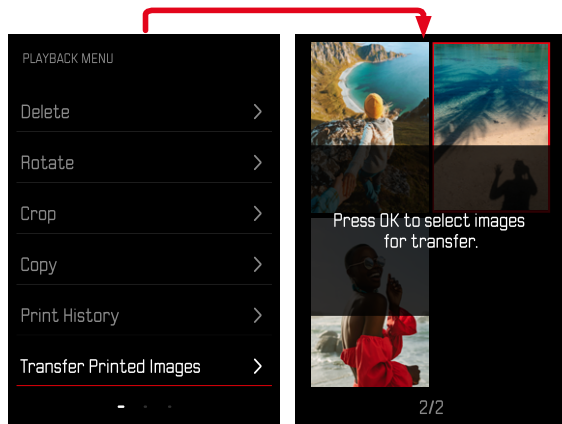 PLAYBACK MENU
Delete
Rotate
Crop
Copy
Print History
Transfer Printed Images
Press OK to select images
for transfer.
2/2